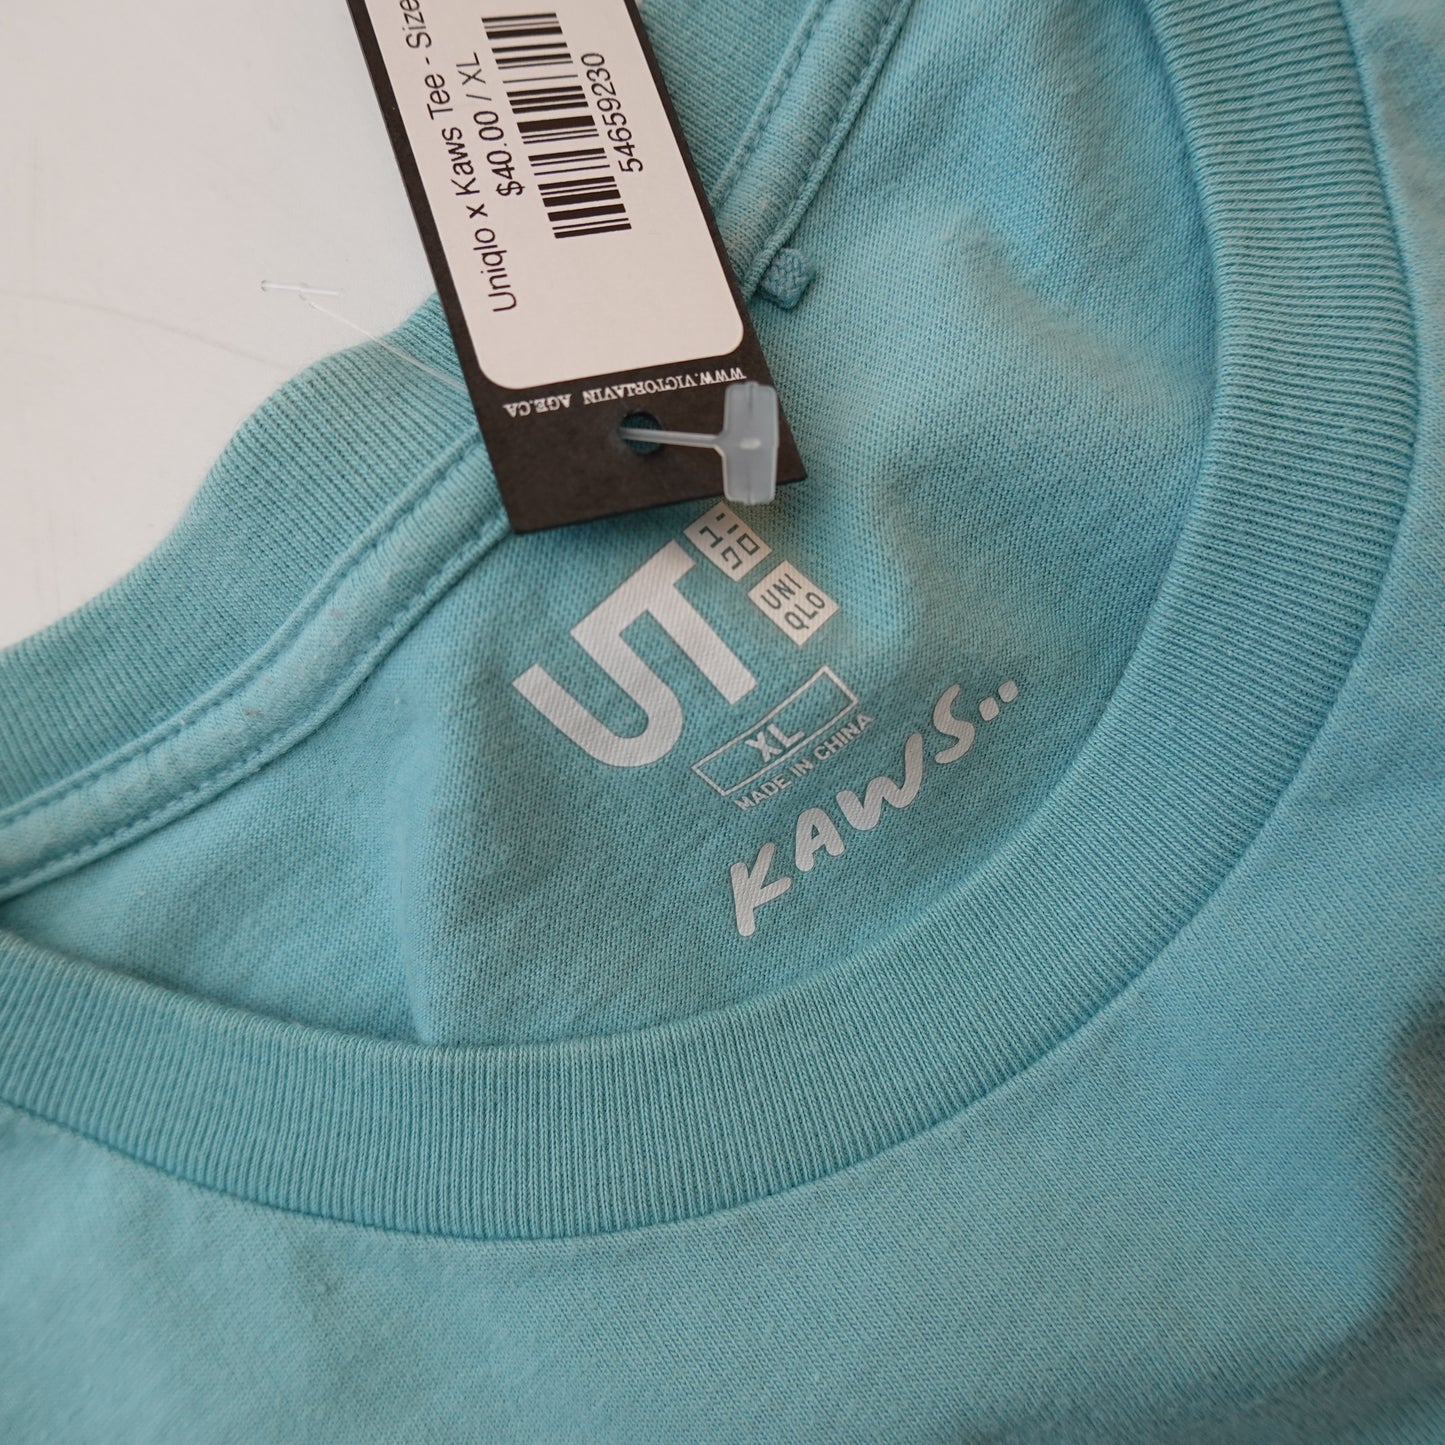 Uniqlo x Kaws Tee - Size
$40.00 / XL
54659230
WWW.VICTORIAVIN AGE.CA
UT
ユニ
クロ
UNI
QLO
XL
MADE IN CHINA
KAWS..